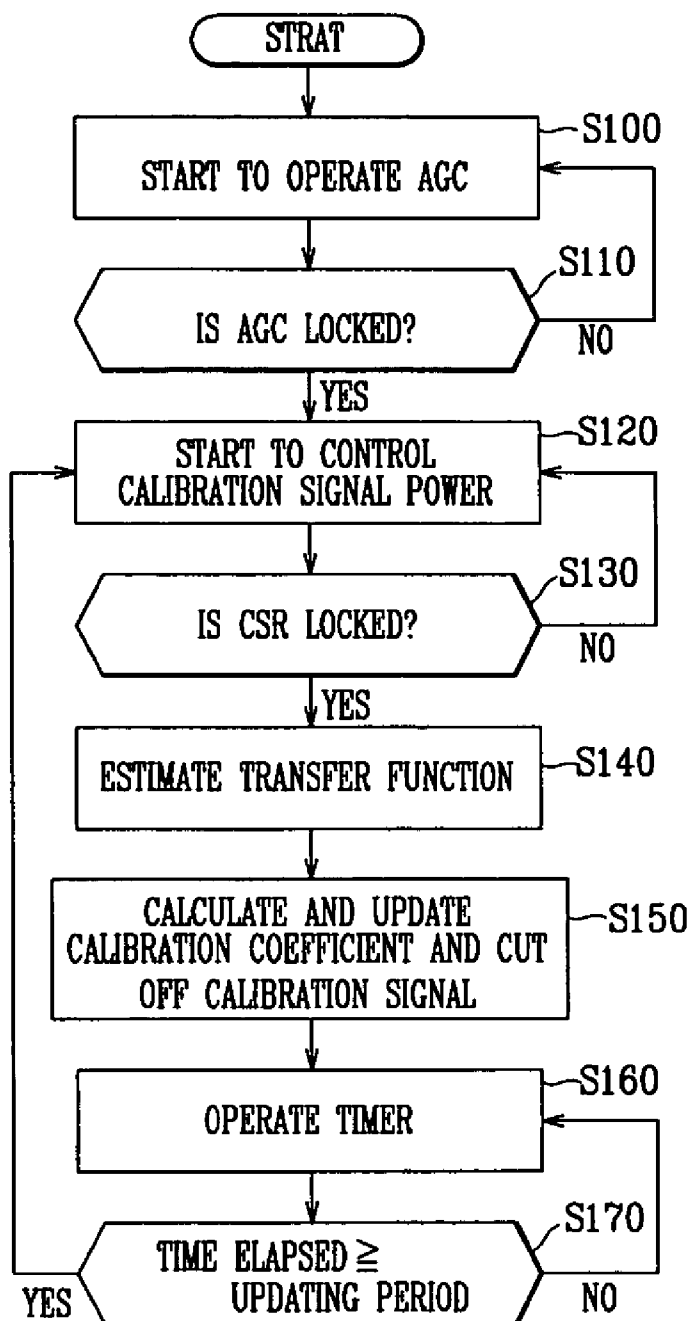 STRAT
S100
START TO OPERATE AGC
S110
IS AGC LOCKED?
NO
YES
S120
START TO CONTROL
CALIBRATION SIGNAL POWER
S130
IS CSR LOCKED?
NO
YES
ESTIMATE TRANSFER FUNCTION
S140
CALCULATE AND UPDATE
CALIBRATION COEFFICIENT AND CUT
OFF CALIBRATION SIGNAL
S150
S160
OPERATE TIMER
S170
TIME ELAPSED ≧
UPDATING PERIOD
YES
NO